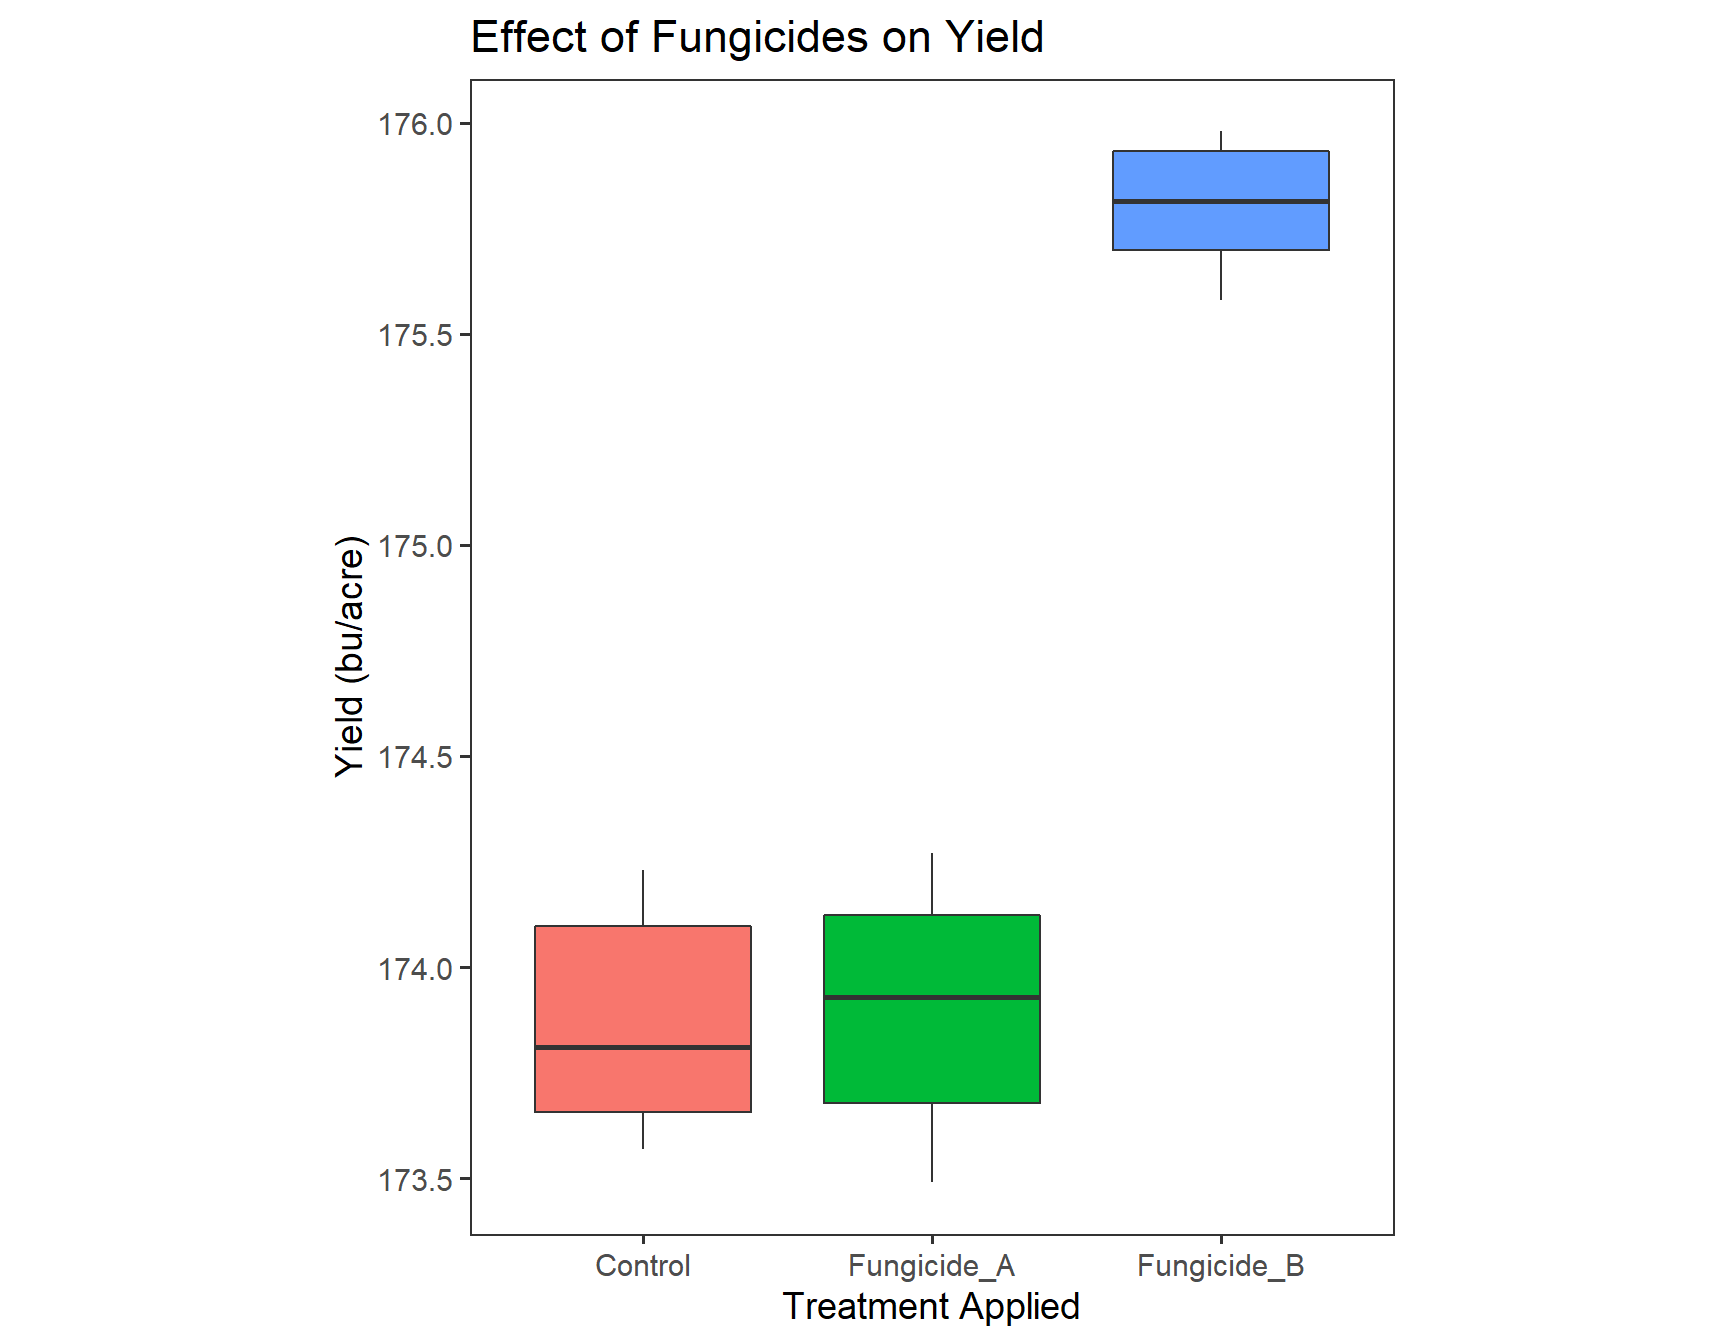 Effect of Fungicides on Yield
Yield (bu/acre)
176.0
175.5
175.0
174.5
174.0
173.5
Control
Fungicide_A
Fungicide_B
Treatment Applied